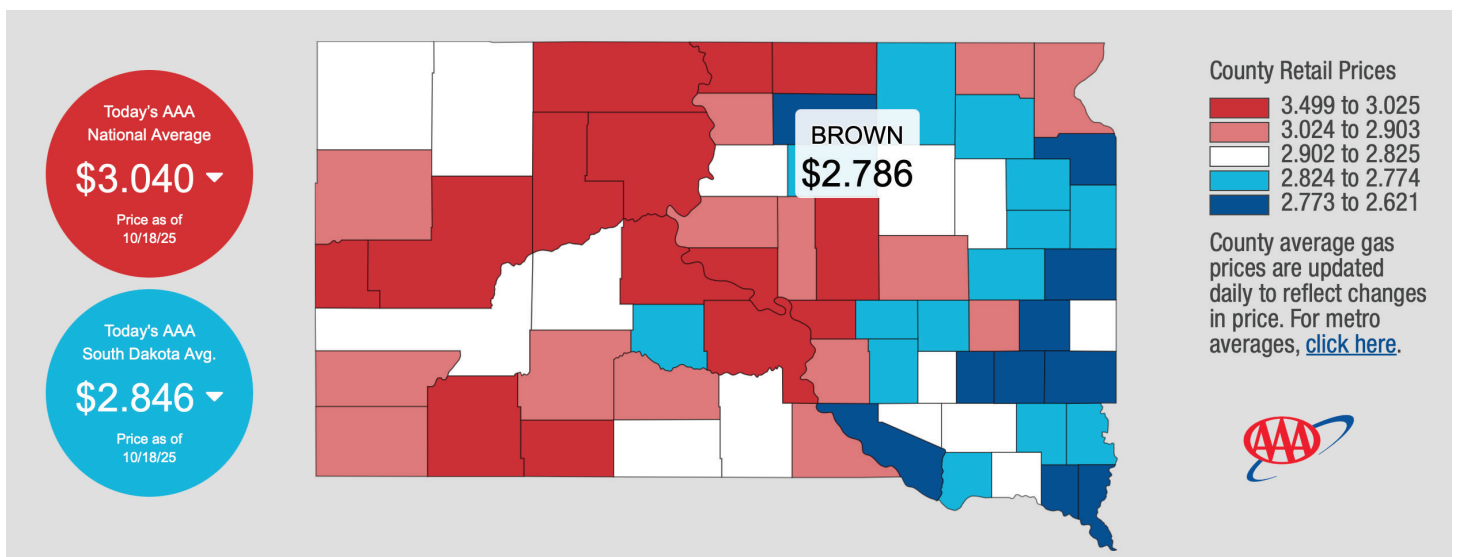 Today's AAA
National Average
$3.040
Price as of
10/18/25
Today's AAA
South Dakota Avg.
$2.846
Price as of
10/18/25
BROWN
$2.786
County Retail Prices
3.499 to 3.025
3.024 to 2.903
2.902 to 2.825
2.824 to 2.774
2.773 to 2.621
County average gas
prices are updated
daily to reflect changes
in price. For metro
averages, click here.
AAA